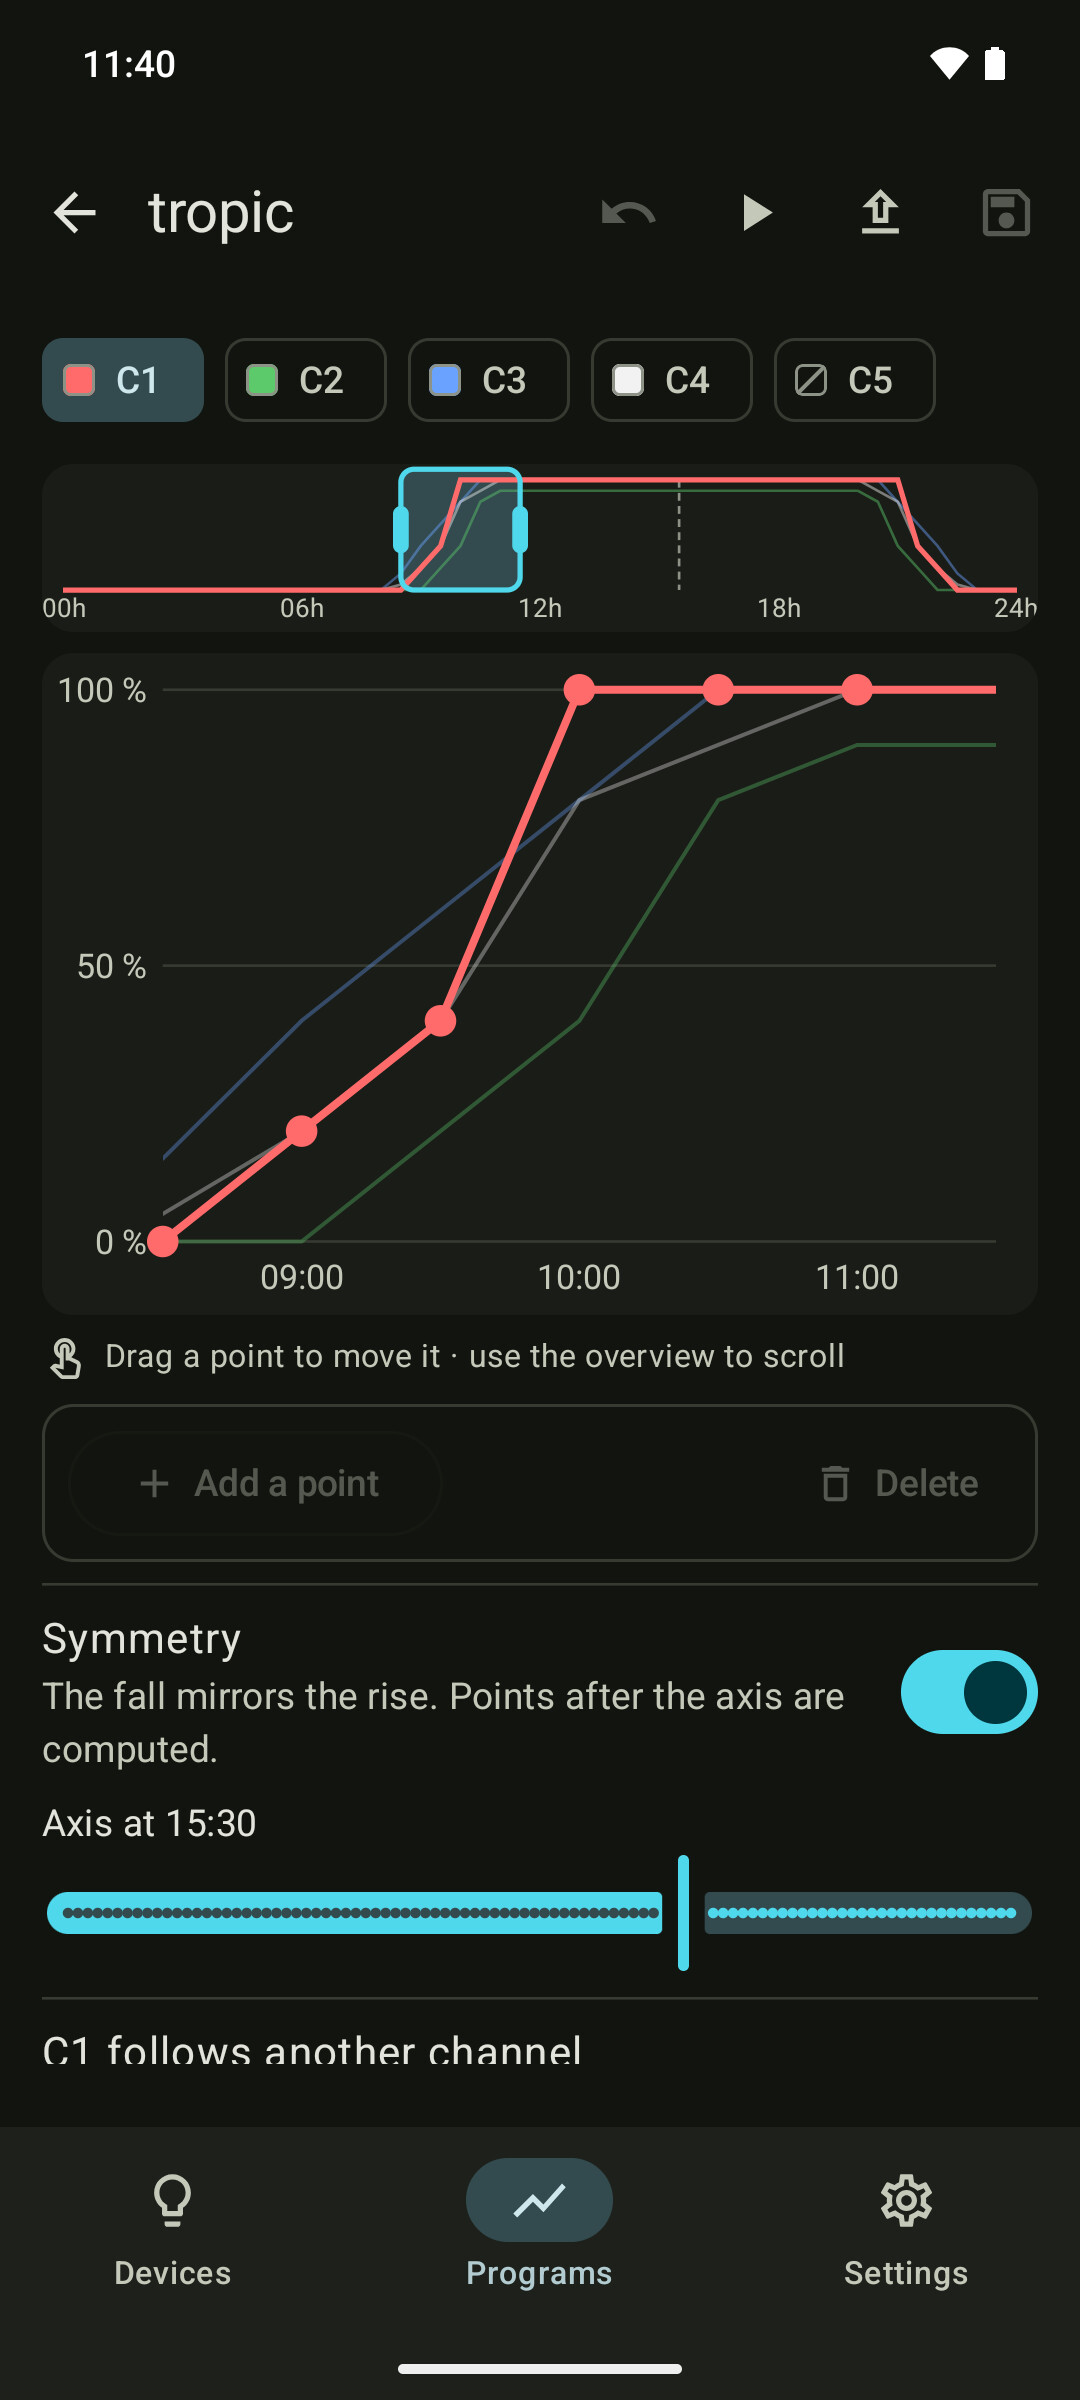 11:40
tropic
C1 C2 C3 C4 C5
00h 06h 12h 18h 24h
100 %
50 %
0 %
09:00 10:00 11:00
Drag a point to move it · use the overview to scroll
Add a point Delete
Symmetry
The fall mirrors the rise. Points after the axis are
computed.
Axis at 15:30
C1 follows another channel
Devices Programs Settings